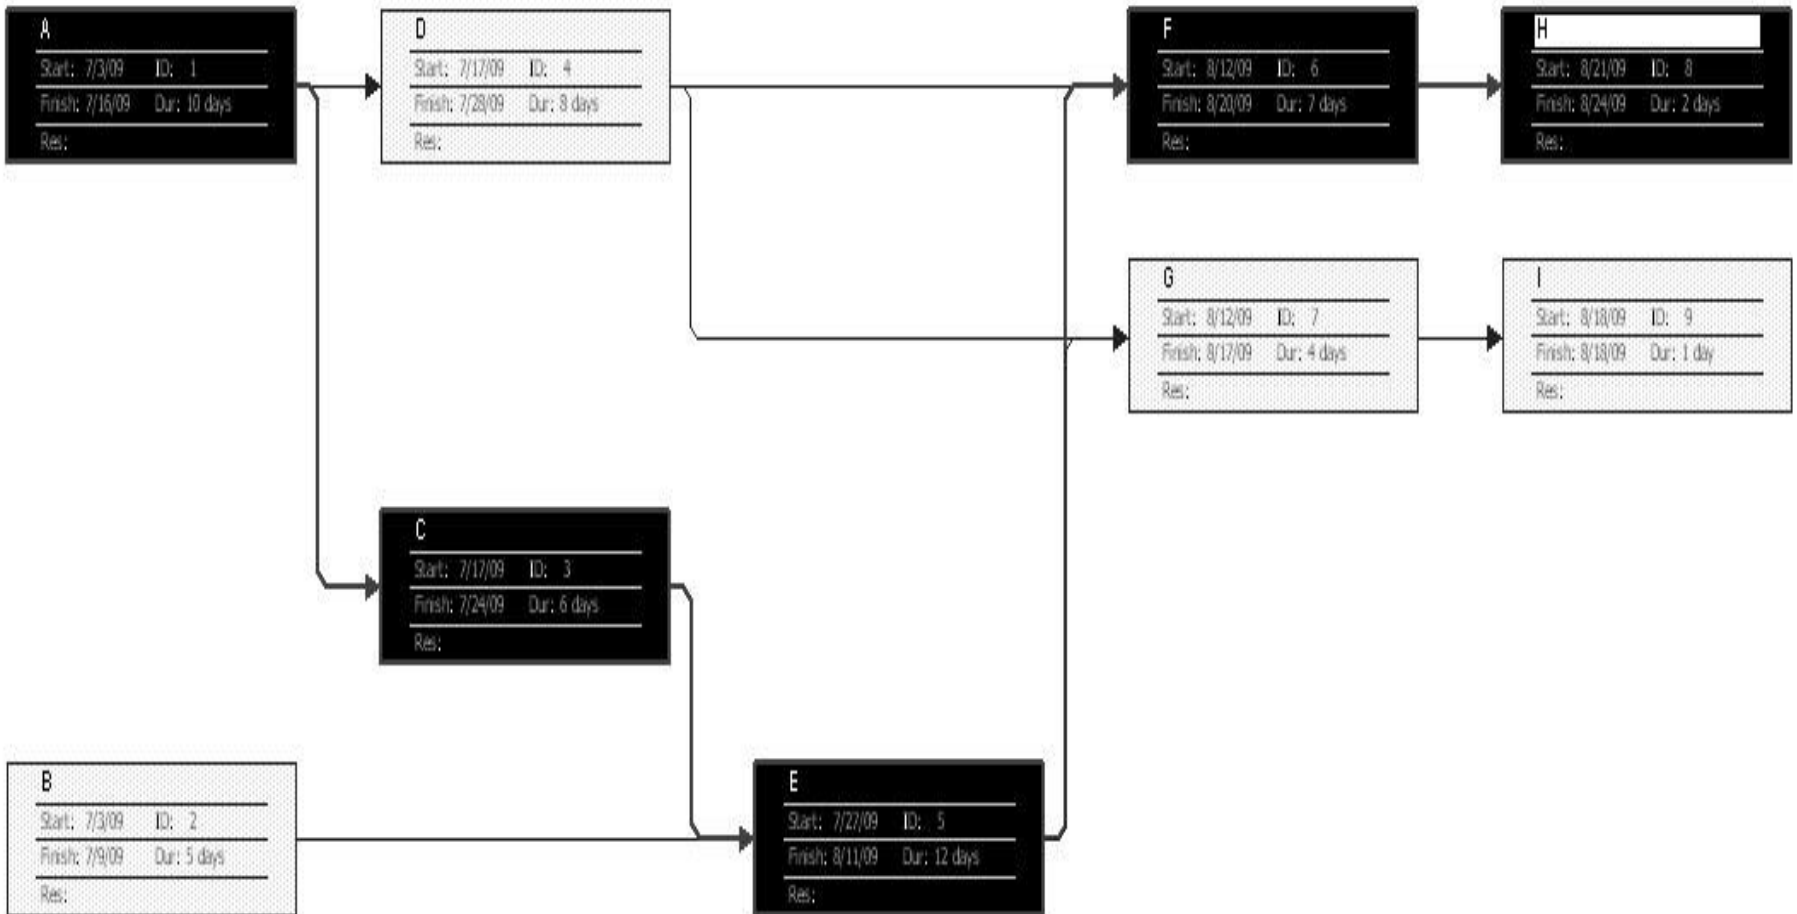 A
Start: 7/3/09 ID: 1
Finish: 7/16/09 Dur: 10 days
Res:
D
Start: 7/17/09 ID: 4
Finish: 7/28/09 Dur: 8 days
Res:
F
Start: 8/12/09 ID: 6
Finish: 8/20/09 Dur: 7 days
Res:
H
Start: 8/21/09 ID: 8
Finish: 8/24/09 Dur: 2 days
Res:
G
Start: 8/12/09 ID: 7
Finish: 8/17/09 Dur: 4 days
Res:
I
Start: 8/18/09 ID: 9
Finish: 8/18/09 Dur: 1 day
Res:
C
Start: 7/17/09 ID: 3
Finish: 7/24/09 Dur: 6 days
Res:
B
Start: 7/3/09 ID: 2
Finish: 7/9/09 Dur: 5 days
Res:
E
Start: 7/27/09 ID: 5
Finish: 8/11/09 Dur: 12 days
Res: